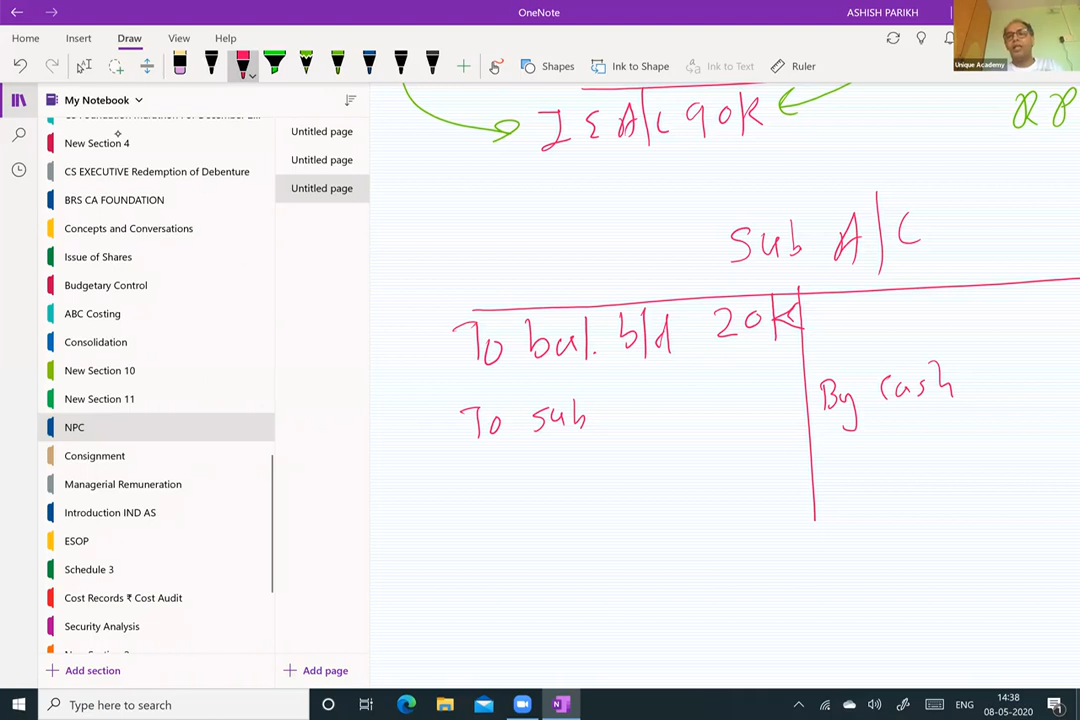 OneNote
ASHISH PARIKH
Home Insert Draw View Help
Unique Academy
Shapes Ink to Shape Ink to Text Ruler
My Notebook
New Section 4
CS EXECUTIVE Redemption of Debenture
BRS CA FOUNDATION
Concepts and Conversations
Issue of Shares
Budgetary Control
ABC Costing
Consolidation
New Section 10
New Section 11
NPC
Consignment
Managerial Remuneration
Introduction IND AS
ESOP
Schedule 3
Cost Records ₹ Cost Audit
Security Analysis
Add section
Untitled page
Untitled page
Untitled page
Add page
I E A/C 90K
RP
Sub A/C
To bal. b/d 20K
By cash
To sub
Type here to search
ENG
14:38
08-05-2020